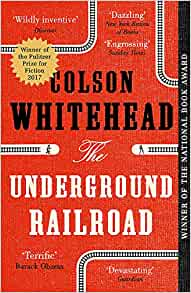 'Wildly inventive'
Observer
'Dazzling'
New York Review
of Books
'Engrossing'
Sunday Times
Winner of
the Pulitzer
Prize for
Fiction
2017
COLSON
WHITEHEAD
The
UNDERGROUND
RAILROAD
'Terrific'
Barack Obama
'Devastating'
Guardian
WINNER OF THE NATIONAL BOOK AWARD